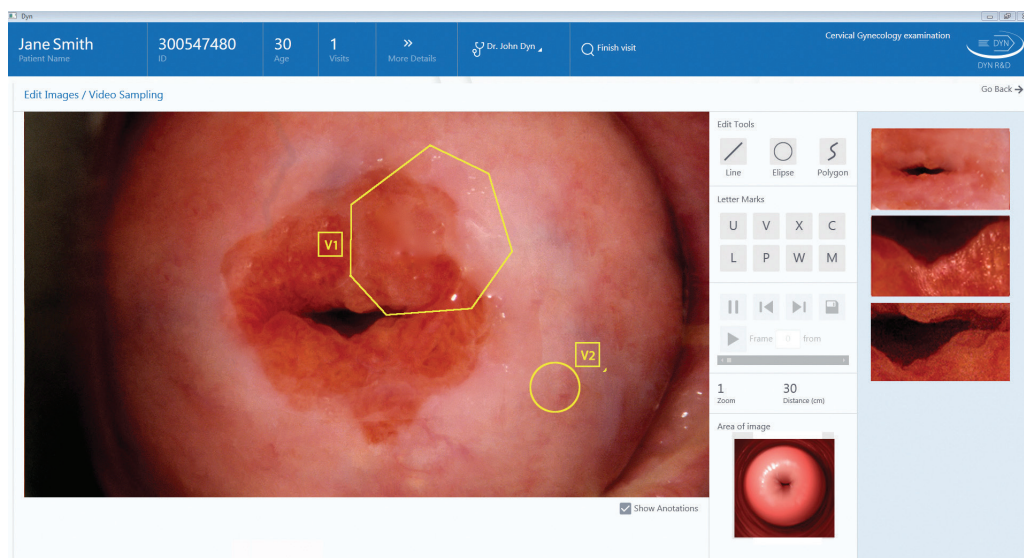 Dyn
Jane Smith
Patient Name
300547480
ID
30
Age
1
Visits
»
More Details
Dr. John Dyn
Finish visit
Cervical Gynecology examination
DYN
DYN R&D
Edit Images / Video Sampling
Go Back
V1
V2
Edit Tools
Line Elipse Polygon
Letter Marks
U V X C
L P W M
Frame 0 from
1
Zoom
30
Distance (cm)
Area of image
Show Anotations